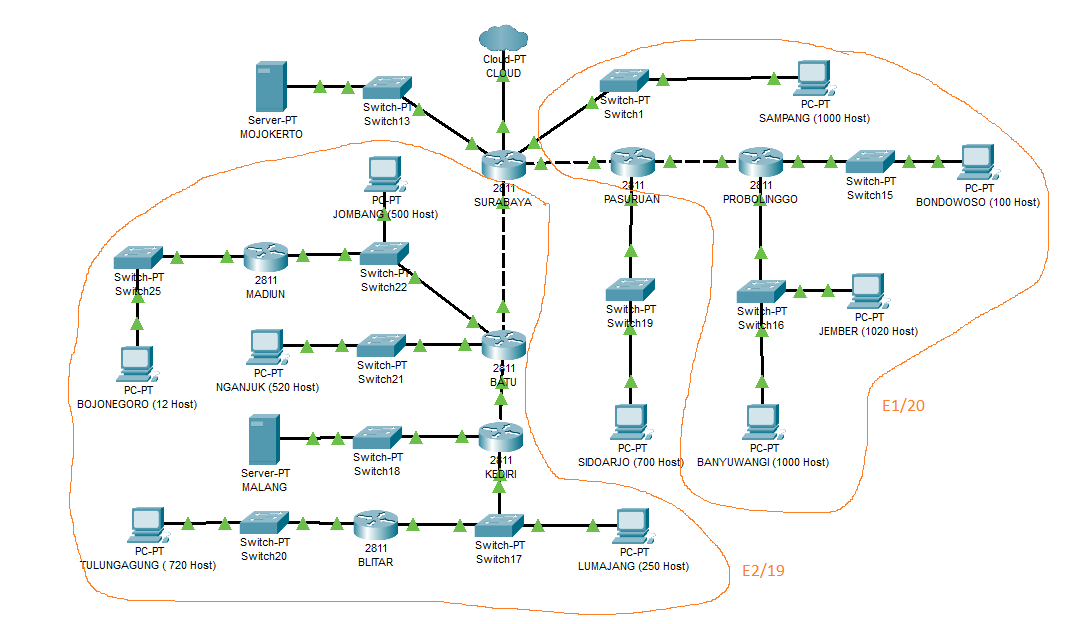 Cloud-PT
CLOUD
Server-PT
MOJOKERTO
Switch-PT
Switch13
Switch-PT
Switch1
PC-PT
SAMPANG (1000 Host)
2811
SURABAYA
2811
PASURUAN
2811
PROBOLINGGO
Switch-PT
Switch15
PC-PT
BONDOWOSO (100 Host)
PC-PT
JOMBANG (500 Host)
Switch-PT
Switch25
2811
MADIUN
Switch-PT
Switch22
Switch-PT
Switch19
Switch-PT
Switch16
PC-PT
JEMBER (1020 Host)
PC-PT
BOJONEGORO (12 Host)
PC-PT
NGANJUK (520 Host)
Switch-PT
Switch21
2811
BATU
E1/20
Server-PT
MALANG
Switch-PT
Switch18
2811
KEDIRI
PC-PT
SIDOARJO (700 Host)
PC-PT
BANYUWANGI (1000 Host)
PC-PT
TULUNGAGUNG ( 720 Host)
Switch-PT
Switch20
2811
BLITAR
Switch-PT
Switch17
PC-PT
LUMAJANG (250 Host)
E2/19